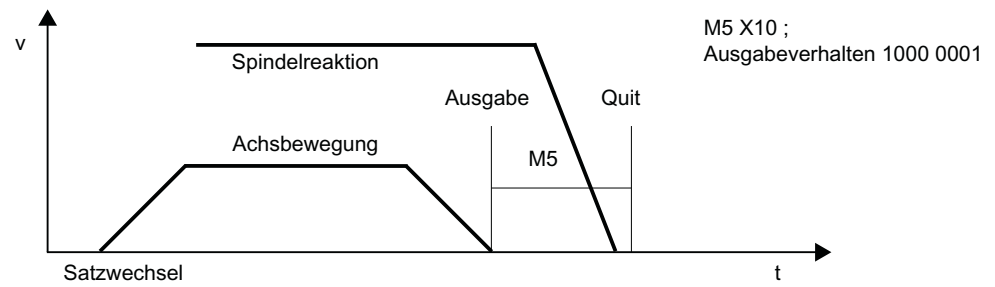 M5 X10 ;
Ausgabeverhalten 1000 0001
v
Spindelreaktion
Ausgabe
Quit
Achsbewegung
M5
Satzwechsel
t